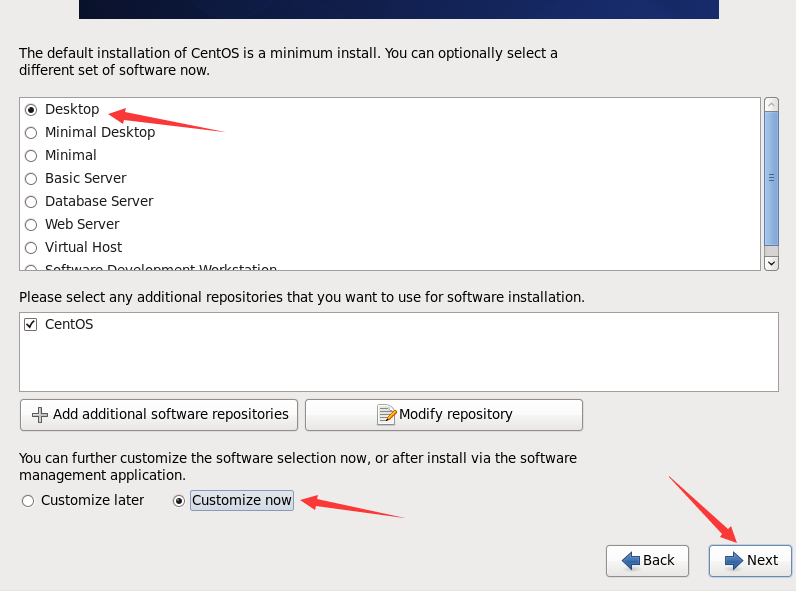 The default installation of CentOS is a minimum install. You can optionally select a
different set of software now.
Desktop
Minimal Desktop
Minimal
Basic Server
Database Server
Web Server
Virtual Host
Software Development Workstation
Please select any additional repositories that you want to use for software installation.
CentOS
Add additional software repositories
Modify repository
You can further customize the software selection now, or after install via the software
management application.
Customize later
Customize now
Back
Next